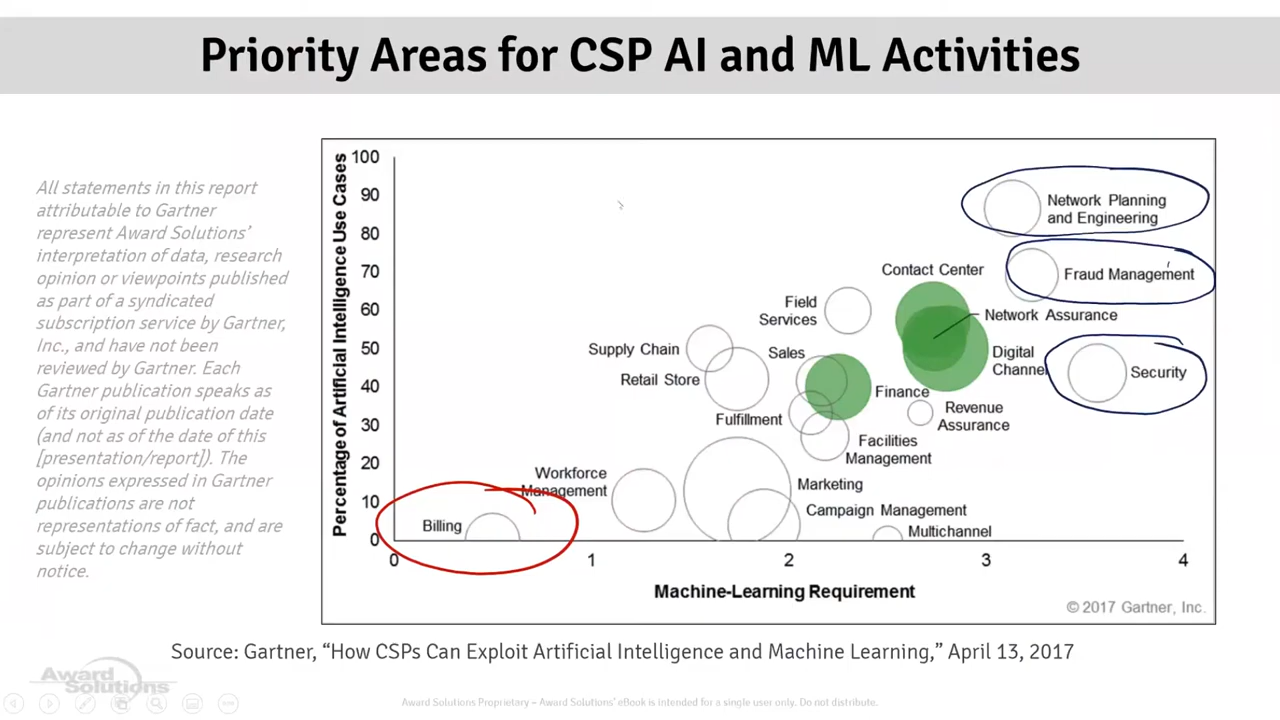 Priority Areas for CSP AI and ML Activities
All statements in this report
attributable to Gartner
represent Award Solutions'
interpretation of data, research
opinion or viewpoints published
as part of a syndicated
subscription service by Gartner,
Inc., and have not been
reviewed by Gartner. Each
Gartner publication speaks as
of its original publication date
(and not as of the date of this
[presentation/report]). The
opinions expressed in Gartner
publications are not
representations of fact, and are
subject to change without
notice.
Percentage of Artificial Intelligence Use Cases
100
90
80
70
60
50
40
30
20
10
0
Network Planning
and Engineering
Contact Center
Fraud Management
Field
Services
Network Assurance
Supply Chain
Sales
Digital
Channel
Retail Store
Security
Finance
Fulfillment
Revenue
Assurance
Facilities
Management
Workforce
Management
Marketing
Campaign Management
Billing
Multichannel
0
1
2
3
4
Machine-Learning Requirement
© 2017 Gartner, Inc.
Source: Gartner, “How CSPs Can Exploit Artificial Intelligence and Machine Learning,” April 13, 2017
Award
Solutions
Award Solutions Proprietary – Award Solutions' eBook is intended for a single user only. Do not distribute.